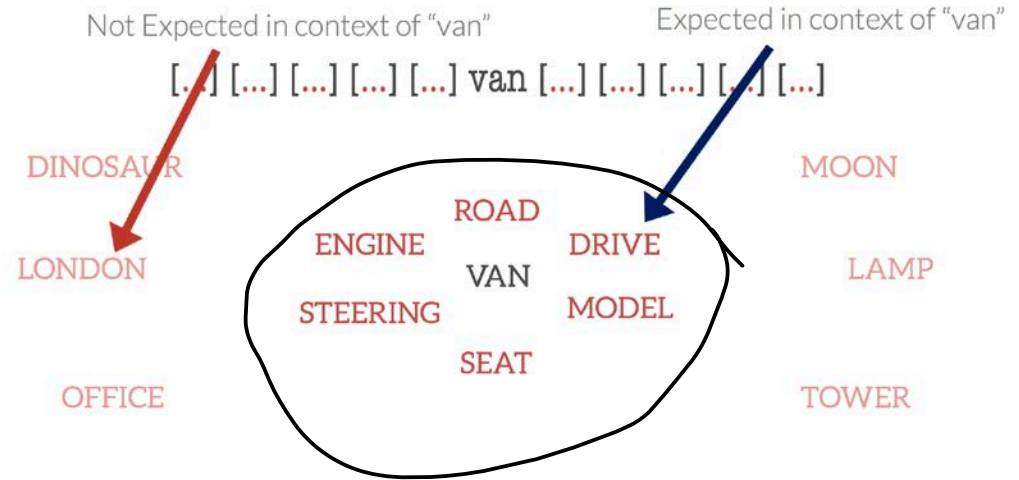 Not Expected in context of “van”
Expected in context of “van”
[...] [...] [...] [...] [...] van [...] [...] [...] [...] [...]
DINOSAUR
MOON
ROAD
ENGINE
DRIVE
LONDON
VAN
LAMP
STEERING
MODEL
SEAT
OFFICE
TOWER